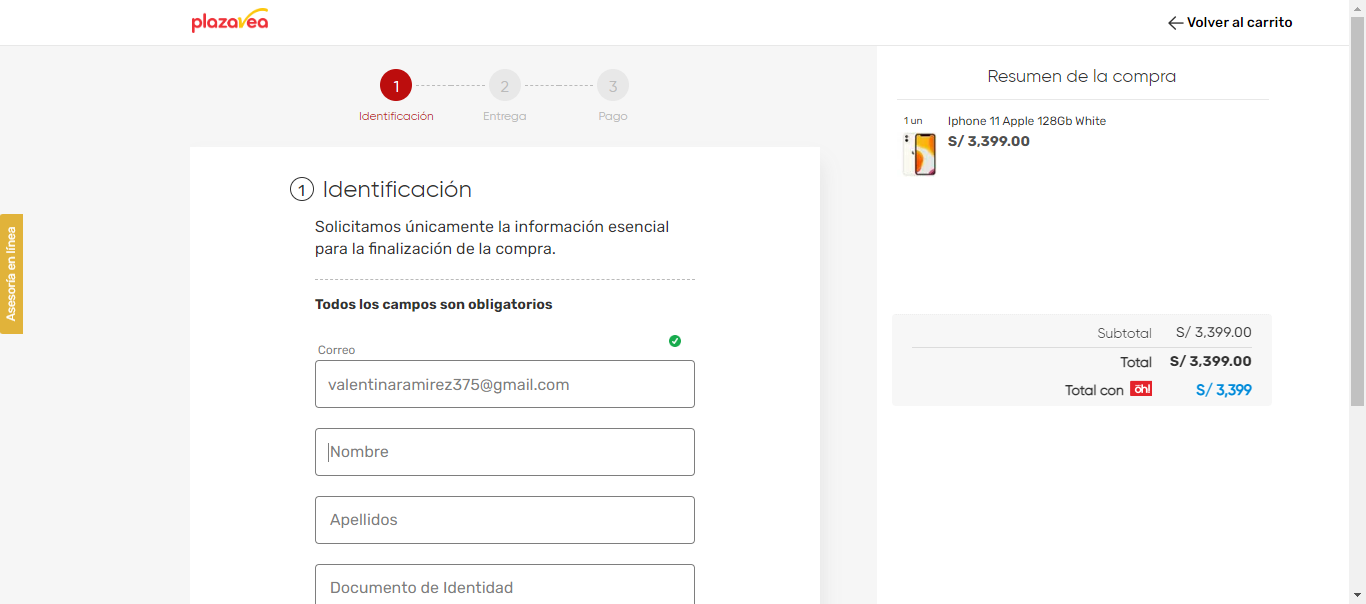 plazavea
Volver al carrito
1
2
3
Identificación
Entrega
Pago
1 Identificación
Solicitamos únicamente la información esencial
para la finalización de la compra.
Todos los campos son obligatorios
Correo
valentinaramirez375@gmail.com
Nombre
Apellidos
Documento de Identidad
Asesoría en línea
Resumen de la compra
1 un
Iphone 11 Apple 128Gb White
S/ 3,399.00
Subtotal S/ 3,399.00
Total S/ 3,399.00
Total con oh! S/ 3,399